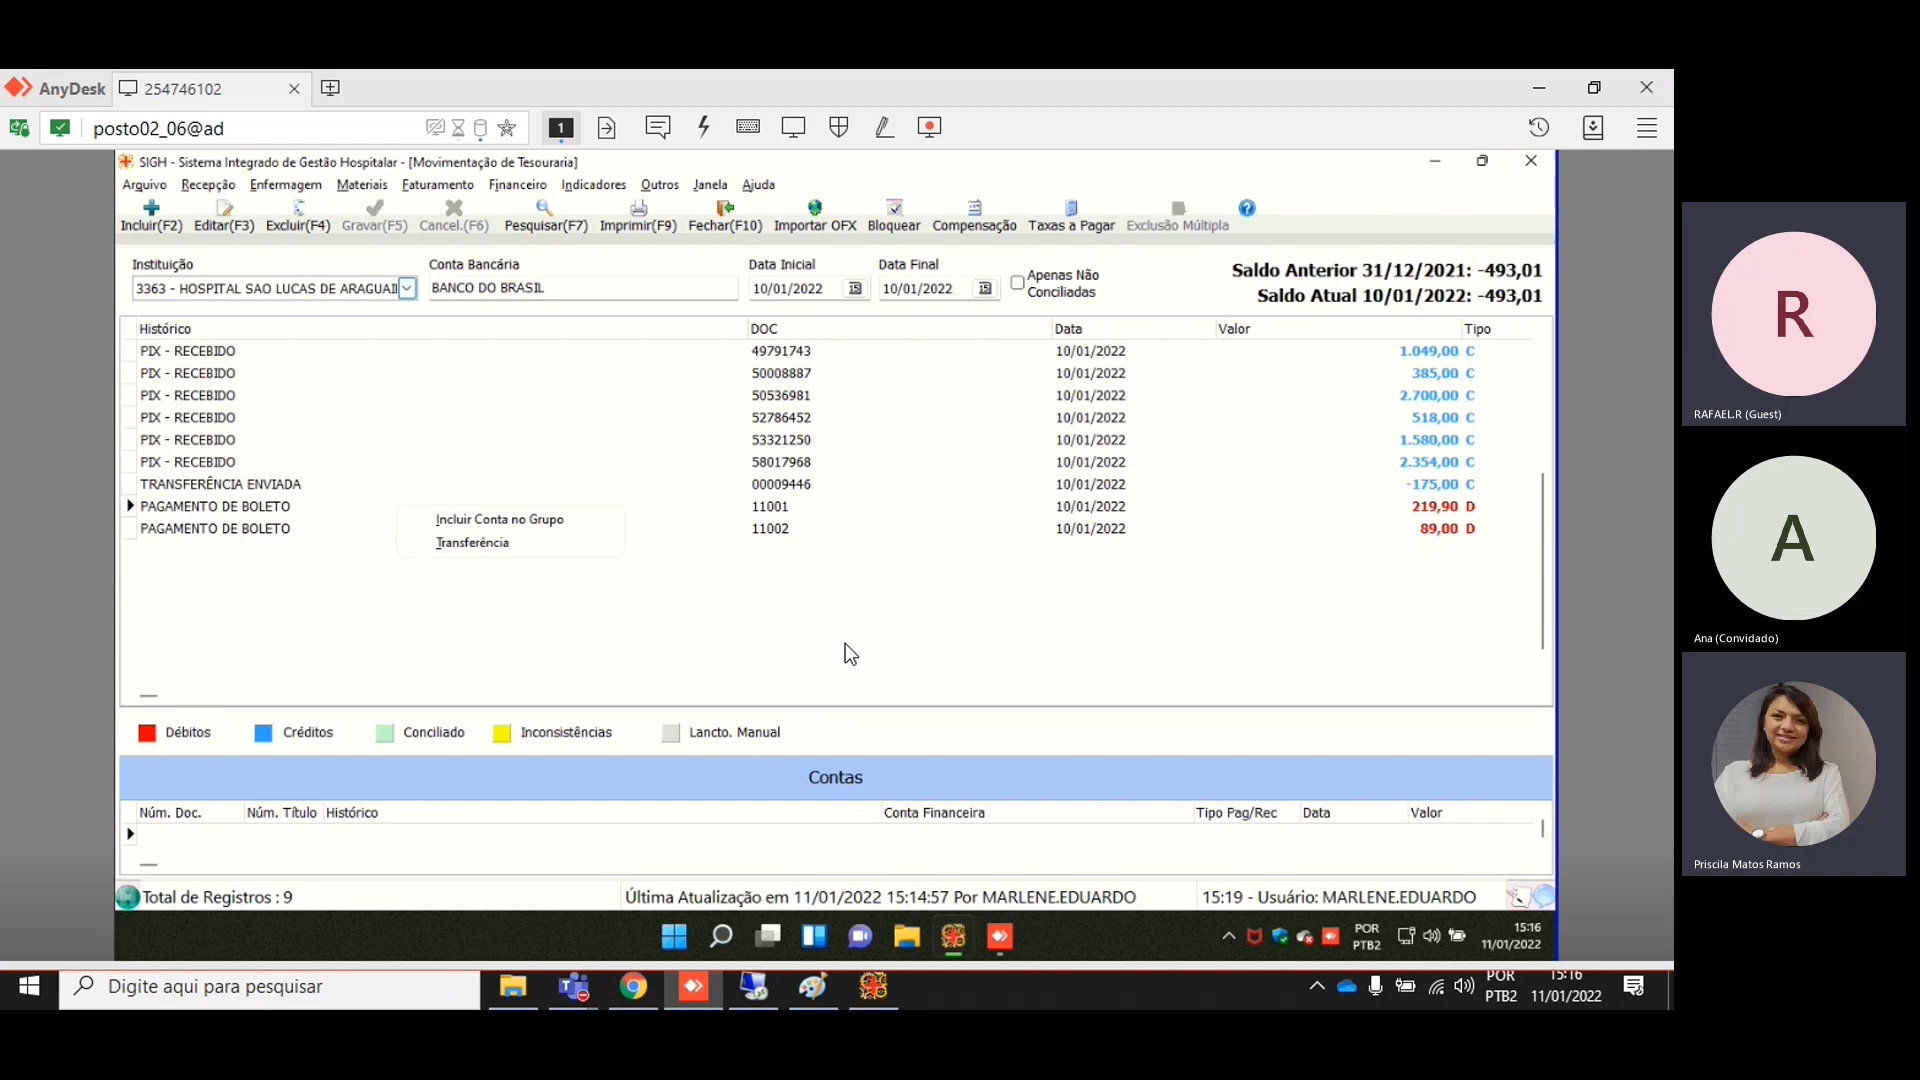 AnyDesk
254746102
posto02_06@ad
1
SIGH - Sistema Integrado de Gestão Hospitalar - [Movimentação de Tesouraria]
Arquivo Recepção Enfermagem Materiais Faturamento Financeiro Indicadores Outros Janela Ajuda
Incluir(F2) Editar(F3) Excluir(F4) Gravar(F5) Cancel.(F6) Pesquisar(F7) Imprimir(F9) Fechar(F10) Importar OFX Bloquear Compensação Taxas a Pagar Exclusão Múltipla
Instituição Conta Bancária Data Inicial Data Final
3363 - HOSPITAL SAO LUCAS DE ARAGUAI BANCO DO BRASIL 10/01/2022 15 10/01/2022 15
Apenas Não
Conciliadas
Saldo Anterior 31/12/2021: -493,01
Saldo Atual 10/01/2022: -493,01
Histórico DOC Data Valor Tipo
PIX - RECEBIDO 49791743 10/01/2022 1.049,00 C
PIX - RECEBIDO 50008887 10/01/2022 385,00 C
PIX - RECEBIDO 50536981 10/01/2022 2.700,00 C
PIX - RECEBIDO 52786452 10/01/2022 518,00 C
PIX - RECEBIDO 53321250 10/01/2022 1.580,00 C
PIX - RECEBIDO 58017968 10/01/2022 2.354,00 C
TRANSFERÊNCIA ENVIADA 00009446 10/01/2022 -175,00 C
PAGAMENTO DE BOLETO 11001 10/01/2022 219,90 D
PAGAMENTO DE BOLETO 11002 10/01/2022 89,00 D
Incluir Conta no Grupo
Transferência
Débitos Créditos Conciliado Inconsistências Lancto. Manual
Contas
Núm. Doc. Núm. Título Histórico Conta Financeira Tipo Pag/Rec Data Valor
Total de Registros : 9 Última Atualização em 11/01/2022 15:14:57 Por MARLENE.EDUARDO 15:19 - Usuário: MARLENE.EDUARDO
POR
PTB2
15:16
11/01/2022
Digite aqui para pesquisar
POR
PTB2
15:16
11/01/2022
R
RAFAEL.R (Guest)
A
Ana (Convidado)
Priscila Matos Ramos